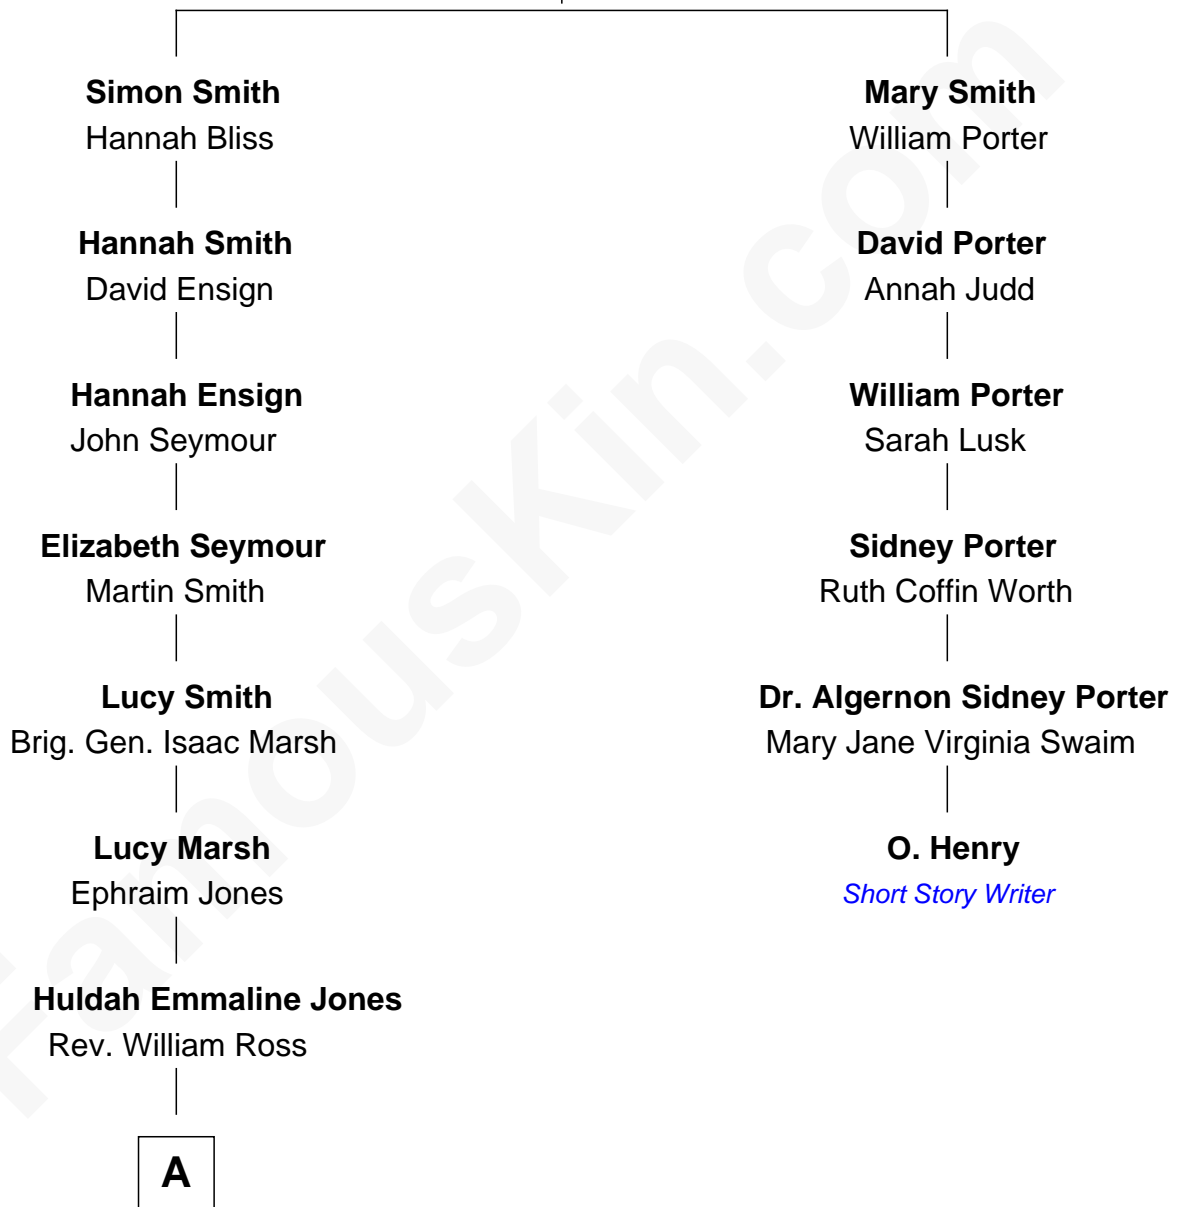 Simon Smith
Hannah Bliss
Hannah Smith
David Ensign
Hannah Ensign
John Seymour
Elizabeth Seymour
Martin Smith
Lucy Smith
Brig. Gen. Isaac Marsh
Lucy Marsh
Ephraim Jones
Huldah Emmaline Jones
Rev. William Ross
A
Mary Smith
William Porter
David Porter
Annah Judd
William Porter
Sarah Lusk
Sidney Porter
Ruth Coffin Worth
Dr. Algernon Sidney Porter
Mary Jane Virginia Swaim
O. Henry
Short Story Writer
FamousKin.com